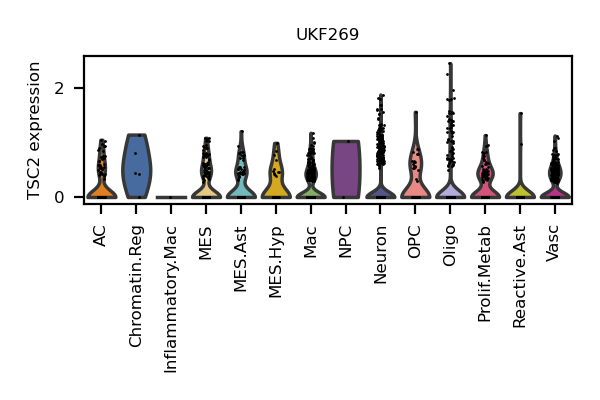 UKF269
TSC2 expression
2
0
AC
Chromatin.Reg
Inflammatory.Mac
MES
MES.Ast
MES.Hyp
Mac
NPC
Neuron
OPC
Oligo
Prolif.Metab
Reactive.Ast
Vasc